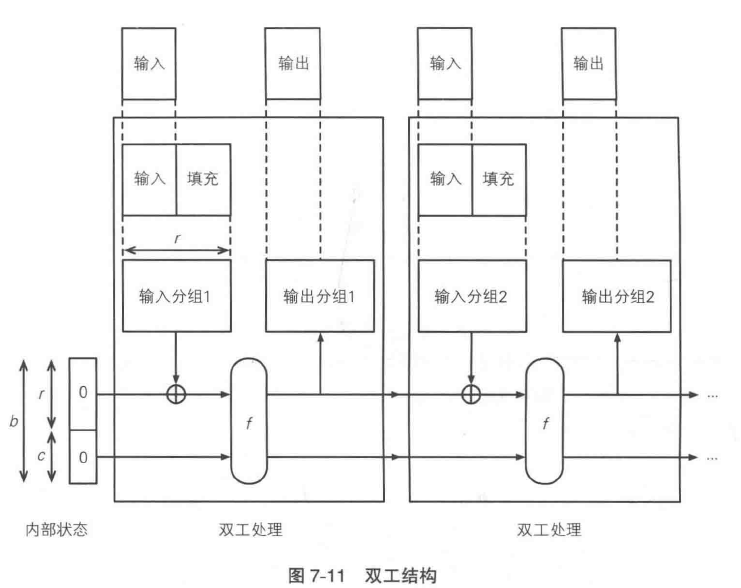 输入 输出 输入 输出
输入 填充 输入 填充
r
输入分组1 输出分组1 输入分组2 输出分组2
b r 0 f f ...
c 0 ...
内部状态 双工处理 双工处理
图 7-11 双工结构